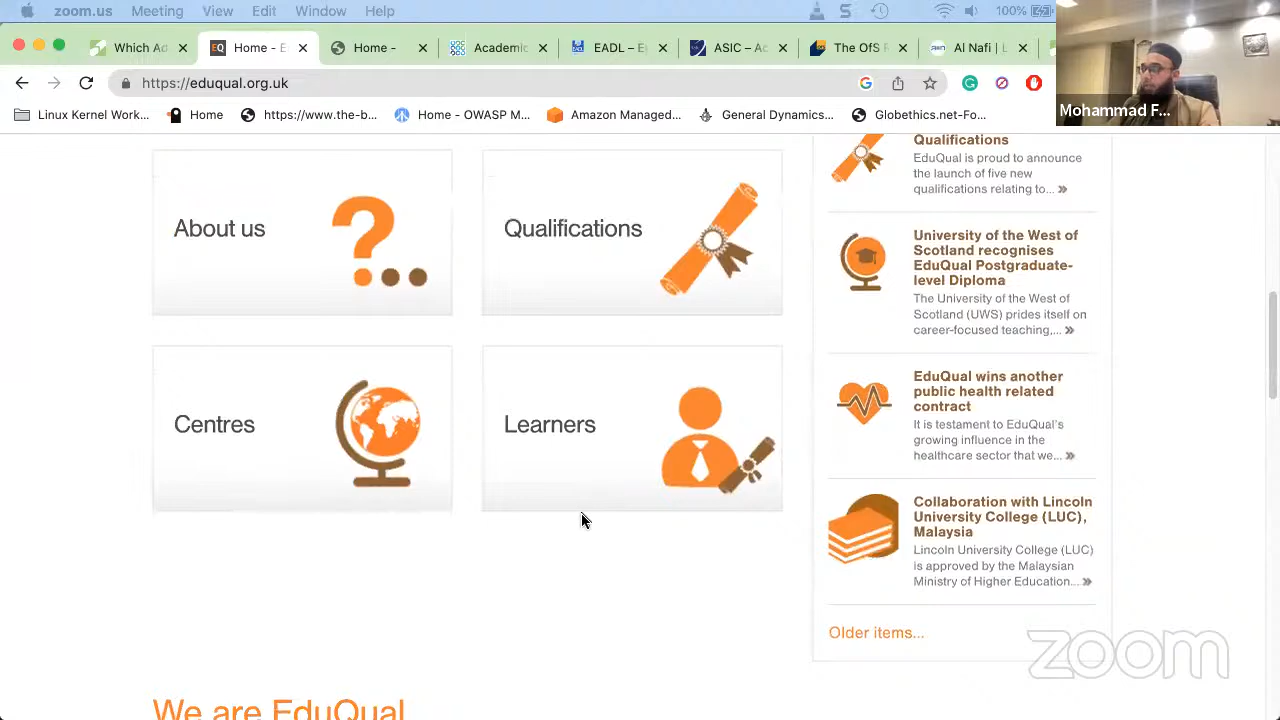 zoom.us Meeting View Edit Window Help 100%
Which Ad Home - E Home - Academic EADL – E ASIC – Ac The OfS R Al Nafi | L
https://eduqual.org.uk
Linux Kernel Work... Home https://www.the-b... Home - OWASP M... Amazon Managed... General Dynamics... Globethics.net-Fo...
Mohammad F...
About us
Qualifications
Centres
Learners
We are EduQual
Qualifications
EduQual is proud to announce
the launch of five new
qualifications relating to... »
University of the West of
Scotland recognises
EduQual Postgraduate-
level Diploma
The University of the West of
Scotland (UWS) prides itself on
career-focused teaching,... »
EduQual wins another
public health related
contract
It is testament to EduQual's
growing influence in the
healthcare sector that we... »
Collaboration with Lincoln
University College (LUC),
Malaysia
Lincoln University College (LUC)
is approved by the Malaysian
Ministry of Higher Education... »
Older items...
zoom